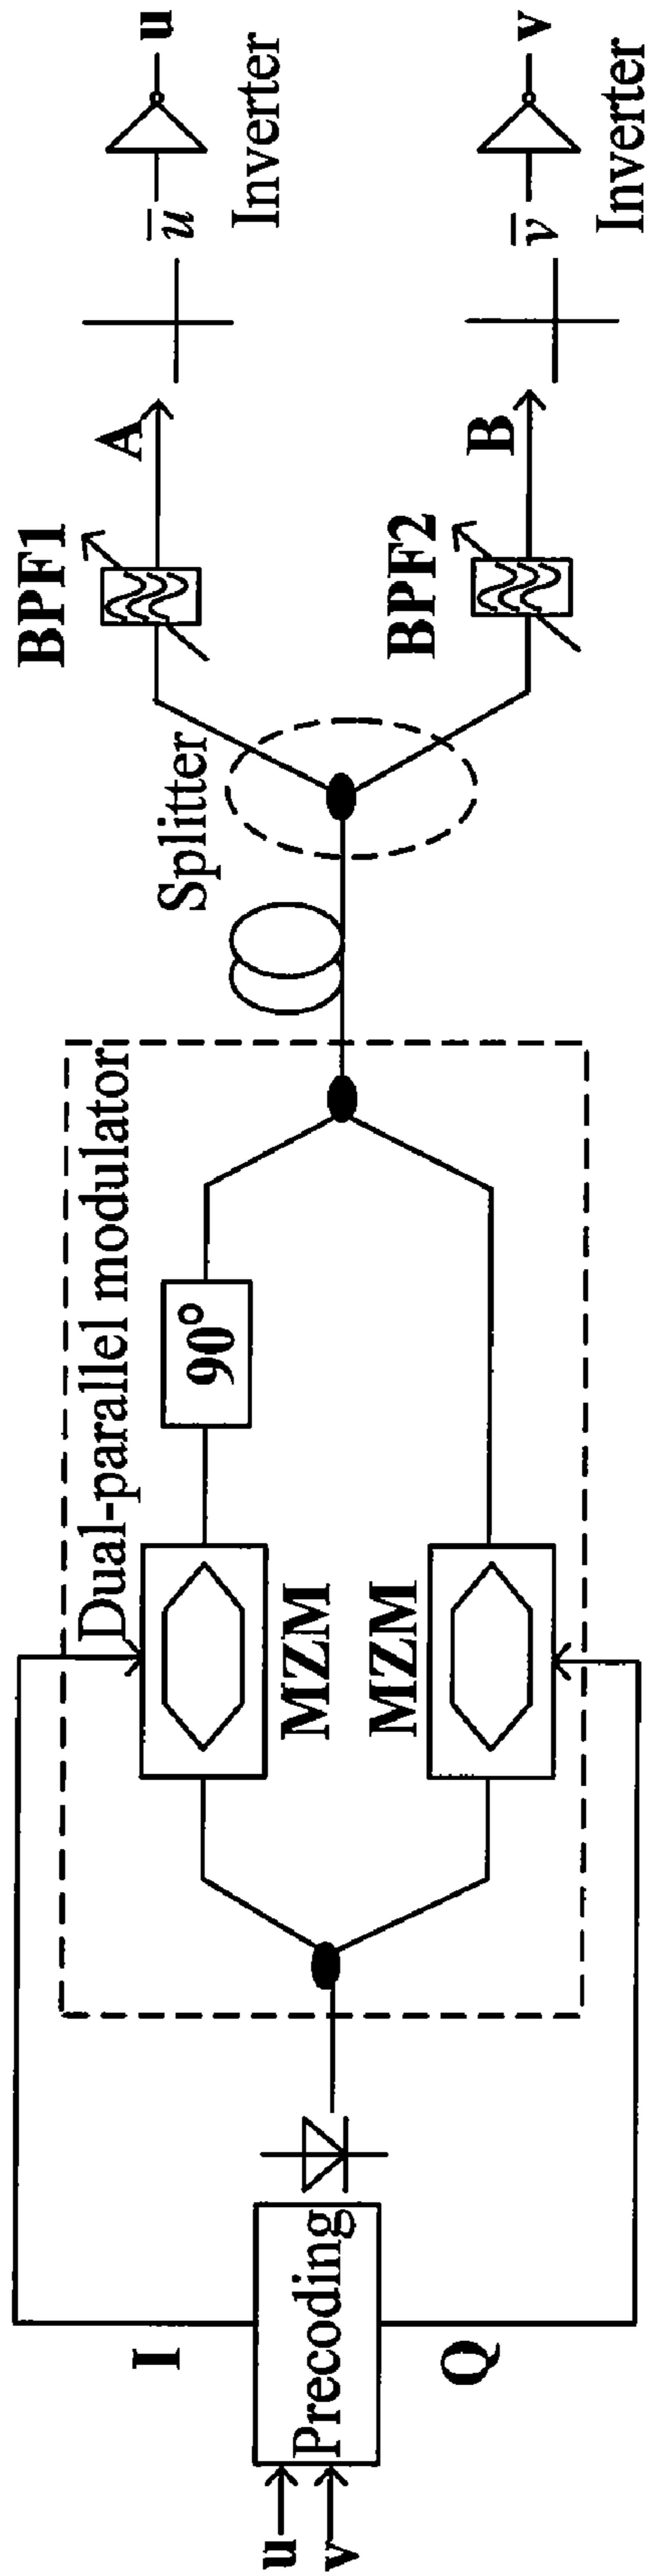 u
v
Precoding
I
Q
Dual-parallel modulator
MZM
90°
MZM
Splitter
BPF1
A
BPF2
B
u̅
Inverter
u
v̅
Inverter
v